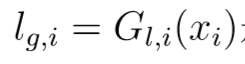 l_{g,i} = G_{l,i}(x_i)